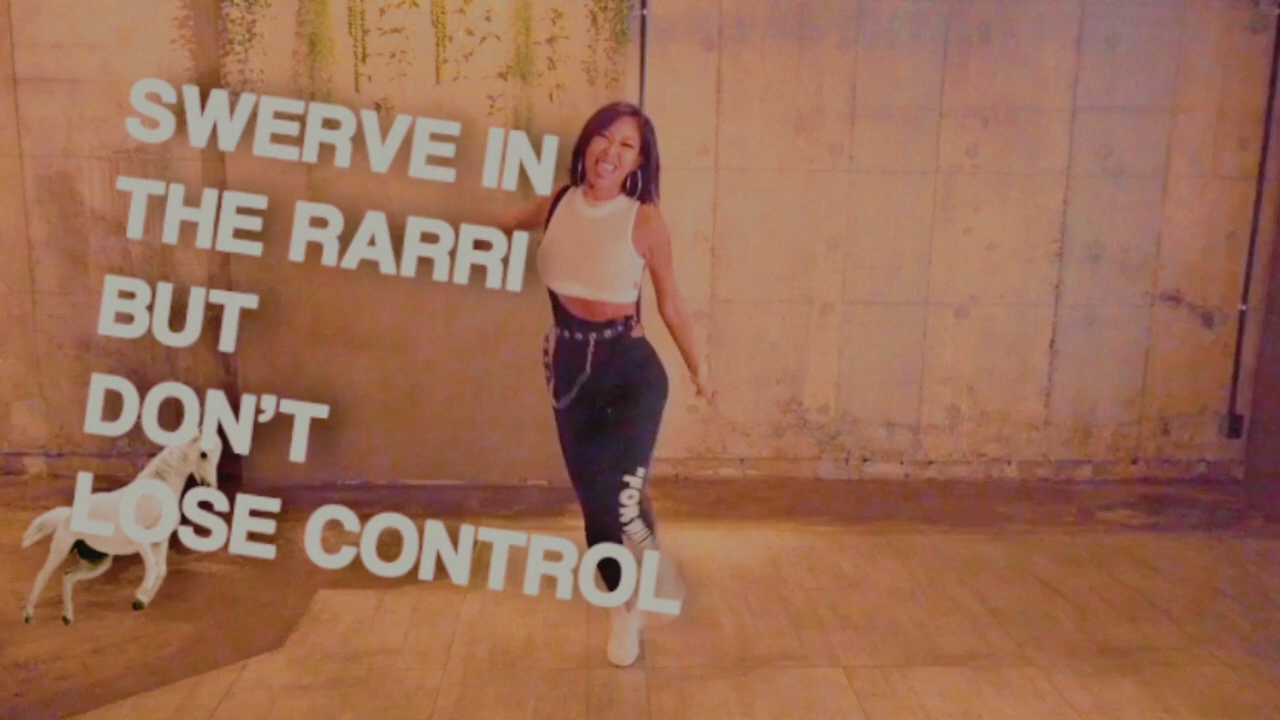 SWERVE IN
THE RARRI
BUT
DON'T
LOSE CONTROL